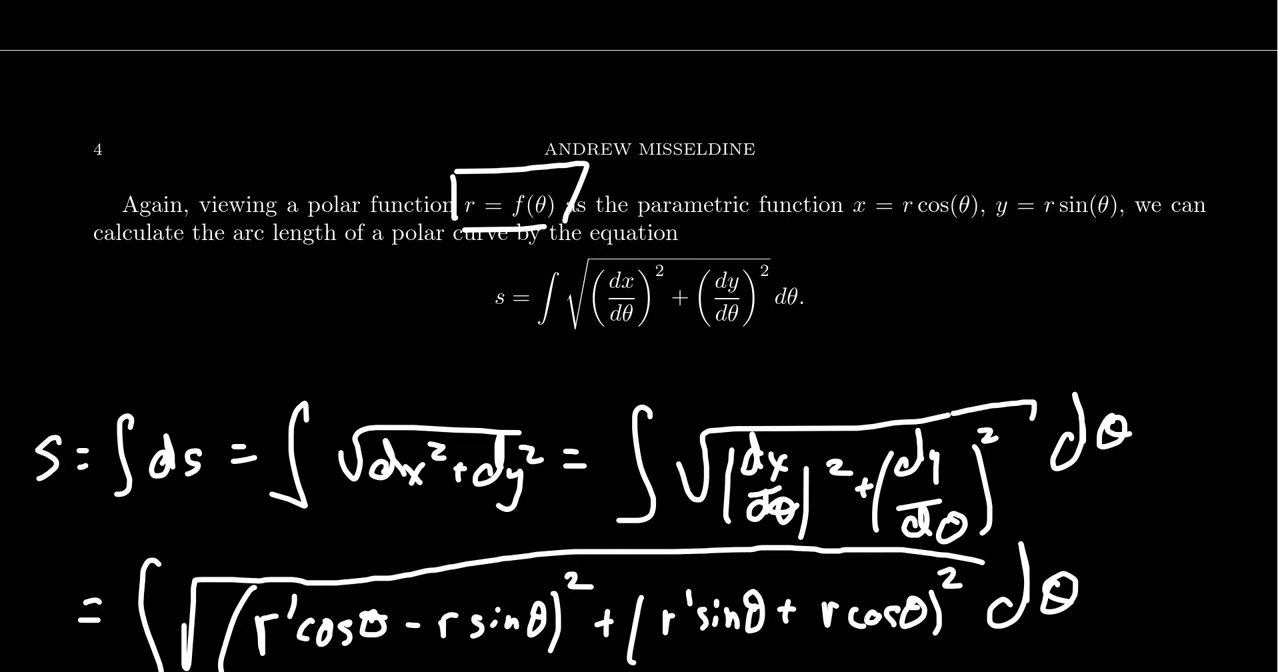 4 ANDREW MISSELDINE
Again, viewing a polar function r = f(θ) as the parametric function x = r cos(θ), y = r sin(θ), we can
calculate the arc length of a polar curve by the equation
s = ∫ √((dx/dθ)² + (dy/dθ)²) dθ.
s = ∫ ds = ∫ √(dx² + dy²) = ∫ √((dx/dθ)² + (dy/dθ)²) dθ
= ∫ √((r'cosθ - r sinθ)² + (r'sinθ + r cosθ)²) dθ